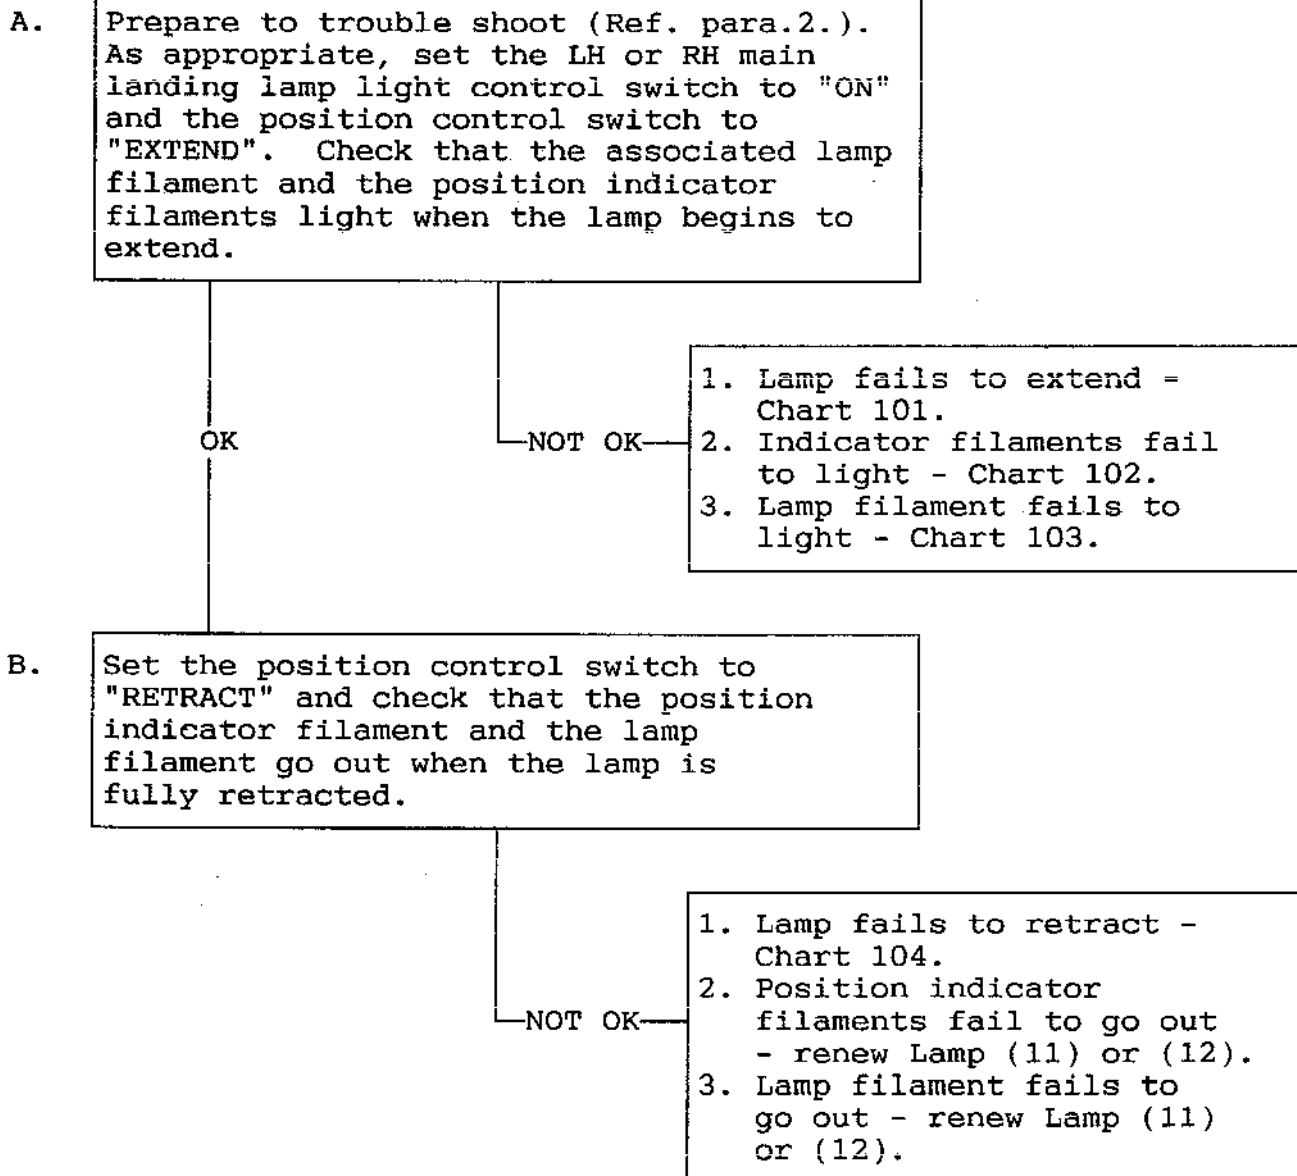 A. Prepare to trouble shoot (Ref. para.2.).
As appropriate, set the LH or RH main
landing lamp light control switch to "ON"
and the position control switch to
"EXTEND". Check that the associated lamp
filament and the position indicator
filaments light when the lamp begins to
extend.
OK
NOT OK
1. Lamp fails to extend =
Chart 101.
2. Indicator filaments fail
to light - Chart 102.
3. Lamp filament fails to
light - Chart 103.
B. Set the position control switch to
"RETRACT" and check that the position
indicator filament and the lamp
filament go out when the lamp is
fully retracted.
NOT OK
1. Lamp fails to retract -
Chart 104.
2. Position indicator
filaments fail to go out
- renew Lamp (11) or (12).
3. Lamp filament fails to
go out - renew Lamp (11)
or (12).